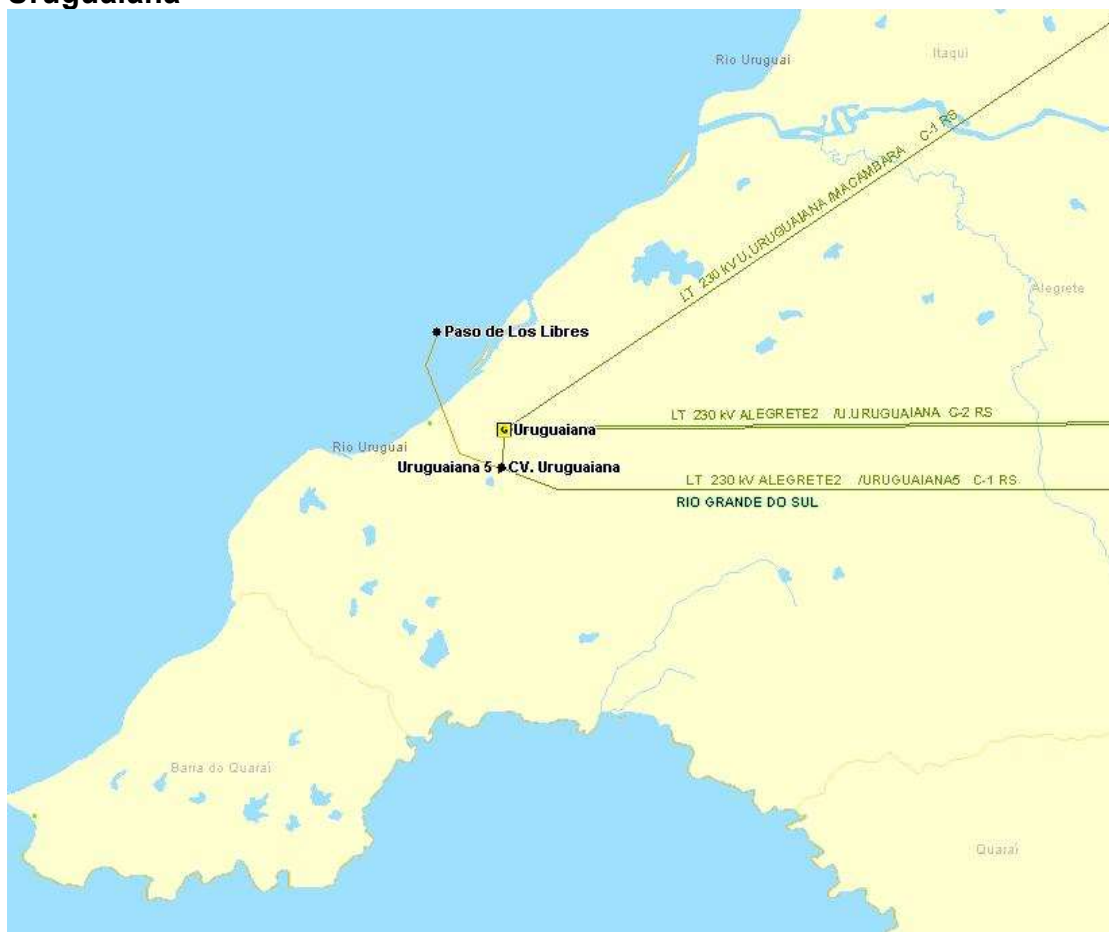 Uruguaiana
Rio Uruguai
Itaqui
LT 230 kV U.URUGUAIANA /MACAMBARA C-1 RS
Alegrete
Paso de Los Libres
LT 230 kV ALEGRETE2 /U.URUGUAIANA C-2 RS
Uruguaiana
Rio Uruguai
Uruguaiana 5 CV. Uruguaiana
LT 230 kV ALEGRETE2 /URUGUAIANA5 C-1 RS
RIO GRANDE DO SUL
Barra do Quaraí
Quaraí